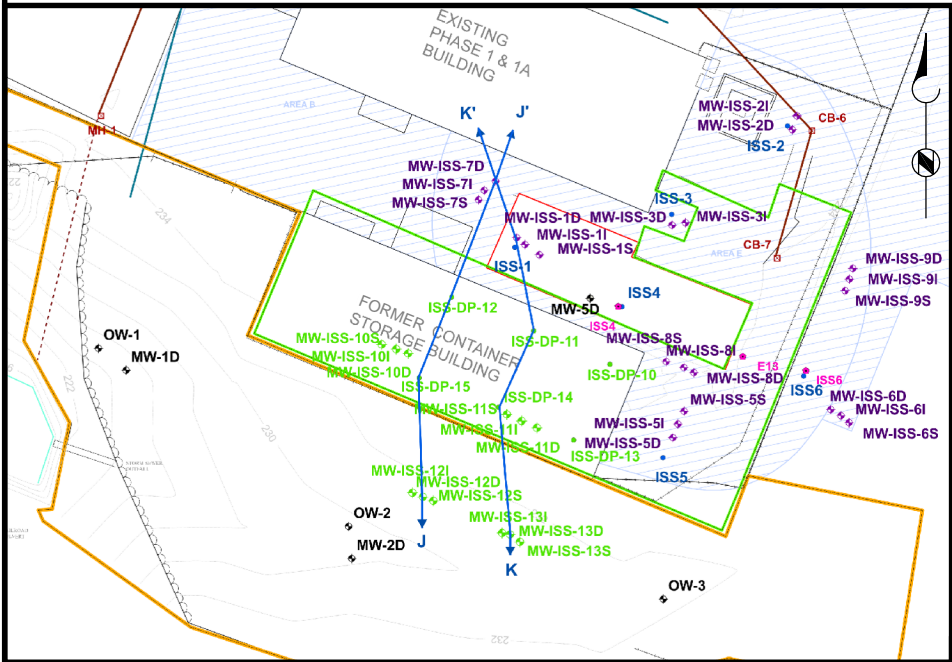 EXISTING
PHASE 1 & 1A
BUILDING
AREA B
MH-1
K'
J'
MW-ISS-2I
MW-ISS-2D
ISS-2
CB-6
MW-ISS-7D
MW-ISS-7I
MW-ISS-7S
ISS-3
MW-ISS-1D
MW-ISS-3D
MW-ISS-3I
MW-ISS-1I
MW-ISS-1S
ISS-1
CB-7
AREA E
MW-ISS-9D
MW-ISS-9I
MW-ISS-9S
234
222
230
232
ISS-DP-12
MW-5D
ISS4
ISS4
FORMER CONTAINER
STORAGE BUILDING
OW-1
MW-1D
MW-ISS-10S
MW-ISS-10I
MW-ISS-10D
ISS-DP-11
MW-ISS-8S
MW-ISS-8I
MW-ISS-8D
E13
ISS-DP-10
ISS6
ISS6
ISS-DP-15
ISS-DP-14
MW-ISS-5S
MW-ISS-6D
MW-ISS-6I
MW-ISS-6S
MW-ISS-11S
MW-ISS-11I
MW-ISS-11D
MW-ISS-5I
MW-ISS-5D
ISS-DP-13
ISS5
MW-ISS-12I
MW-ISS-12D
MW-ISS-12S
OW-2
MW-2D
J
MW-ISS-13I
MW-ISS-13D
MW-ISS-13S
K
OW-3
N